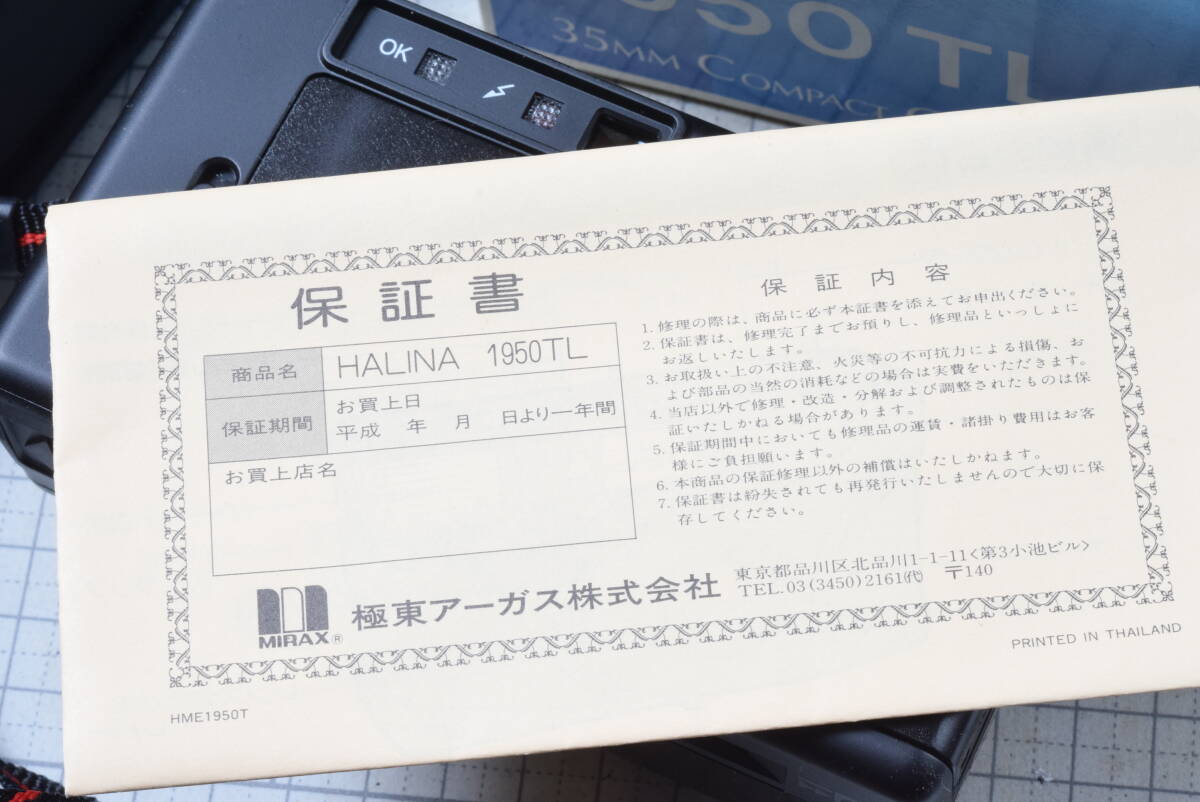 OK
950 TL
35MM COMPACT
保証書
商品名 HALINA 1950TL
保証期間 お買上日
平成 年 月 日より一年間
お買上店名
保証内容
1. 修理の際は、商品に必ず本証書を添えてお申出ください。
2. 保証書は、修理完了までお預りし、修理品といっしょに
お返しいたします。
3. お取扱い上の不注意、火災等の不可抗力による損傷、お
よび部品の当然の消耗などの場合は実費をいただきます。
4. 当店以外で修理・改造・分解および調整されたものは保
証いたしかねる場合があります。
5. 保証期間中においても修理品の運賃・諸掛り費用はお客
様にご負担願います。
6. 本商品の保証修理以外の補償はいたしかねます。
7. 保証書は紛失されても再発行いたしませんので大切に保
存してください。
MIRAX®
極東アーガス株式会社
東京都品川区北品川1-1-11〈第3小池ビル〉
TEL.03(3450)2161㈹ 〒140
HME1950T
PRINTED IN THAILAND